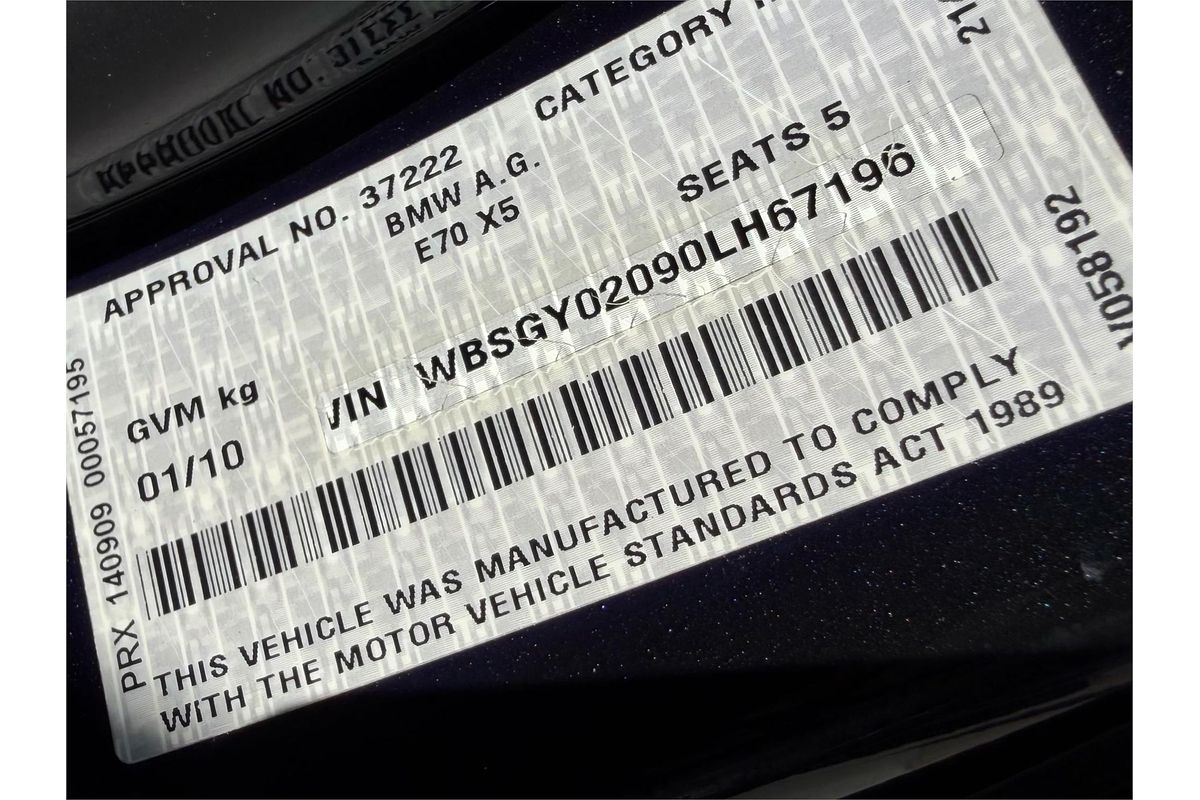 APPROVAL NO. 37222
CATEGORY
BMW A.G.
E70 X5
SEATS 5
GVM kg
VIN WBSGY02090LH67196
01/10
THIS VEHICLE WAS MANUFACTURED TO COMPLY
WITH THE MOTOR VEHICLE STANDARDS ACT 1989
PRX 140909 00057195
V058192